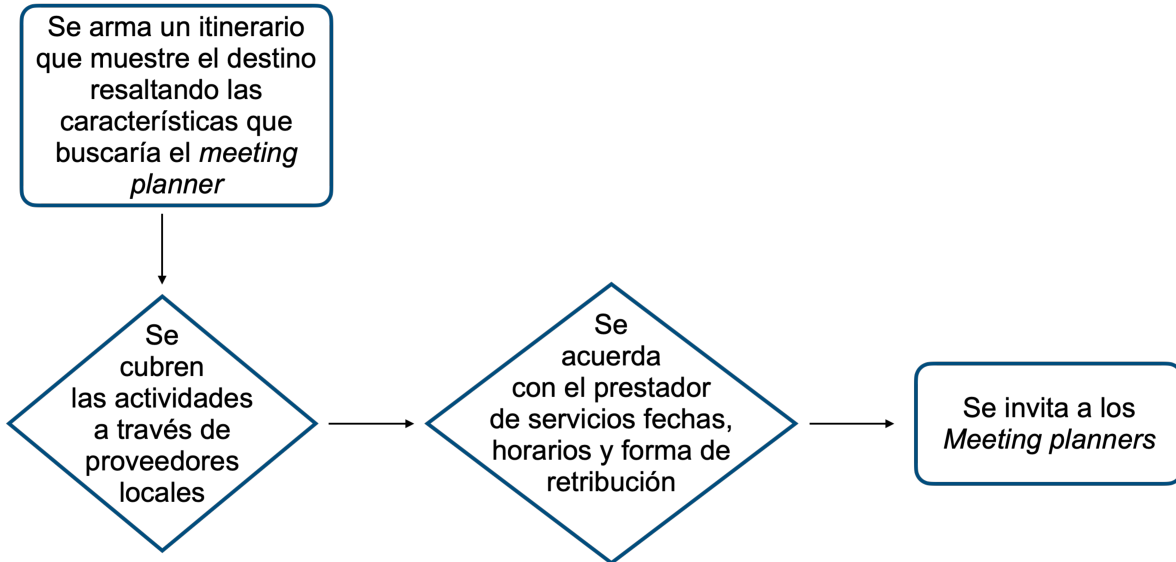 Se arma un itinerario
que muestre el destino
resaltando las
características que
buscaría el meeting
planner
Se
cubren
las actividades
a través de
proveedores
locales
Se
acuerda
con el prestador
de servicios fechas,
horarios y forma de
retribución
Se invita a los
Meeting planners